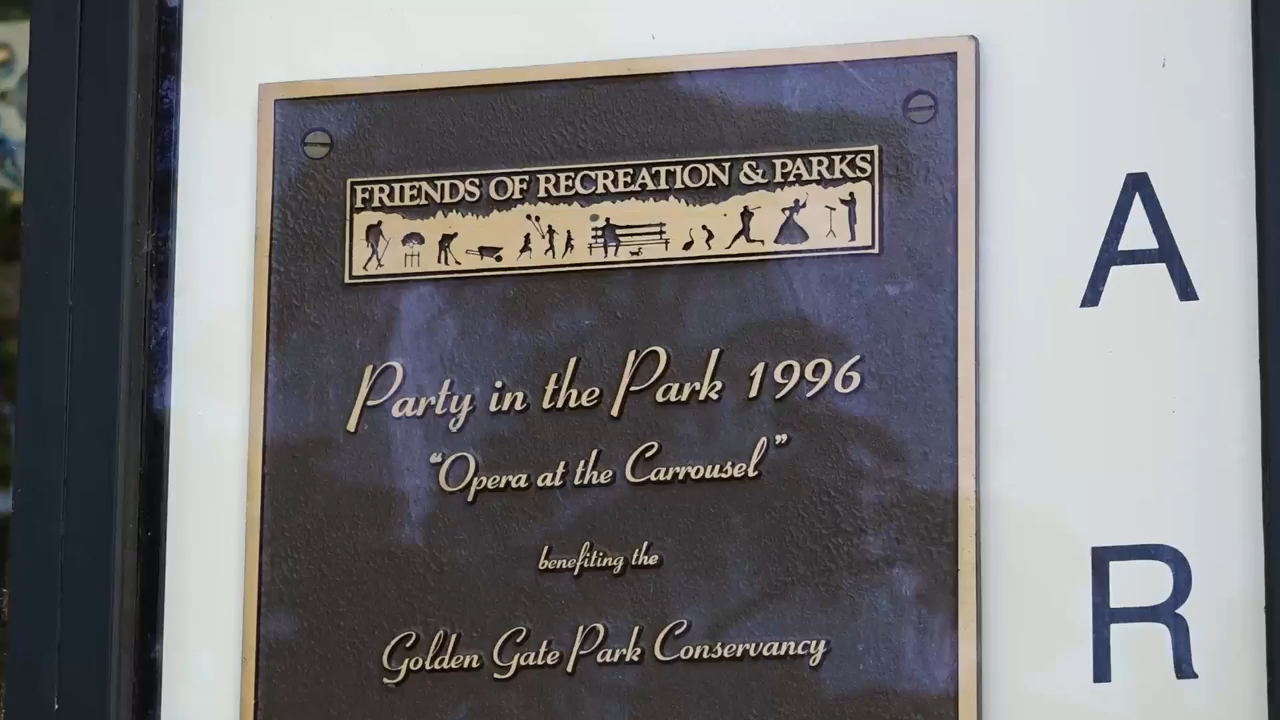 FRIENDS OF RECREATION & PARKS
Party in the Park 1996
“Opera at the Carrousel”
benefiting the
Golden Gate Park Conservancy
A
R